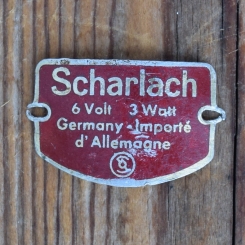 Scharlach
6 Volt 3 Watt
Germany - Importé
d'Allemagne